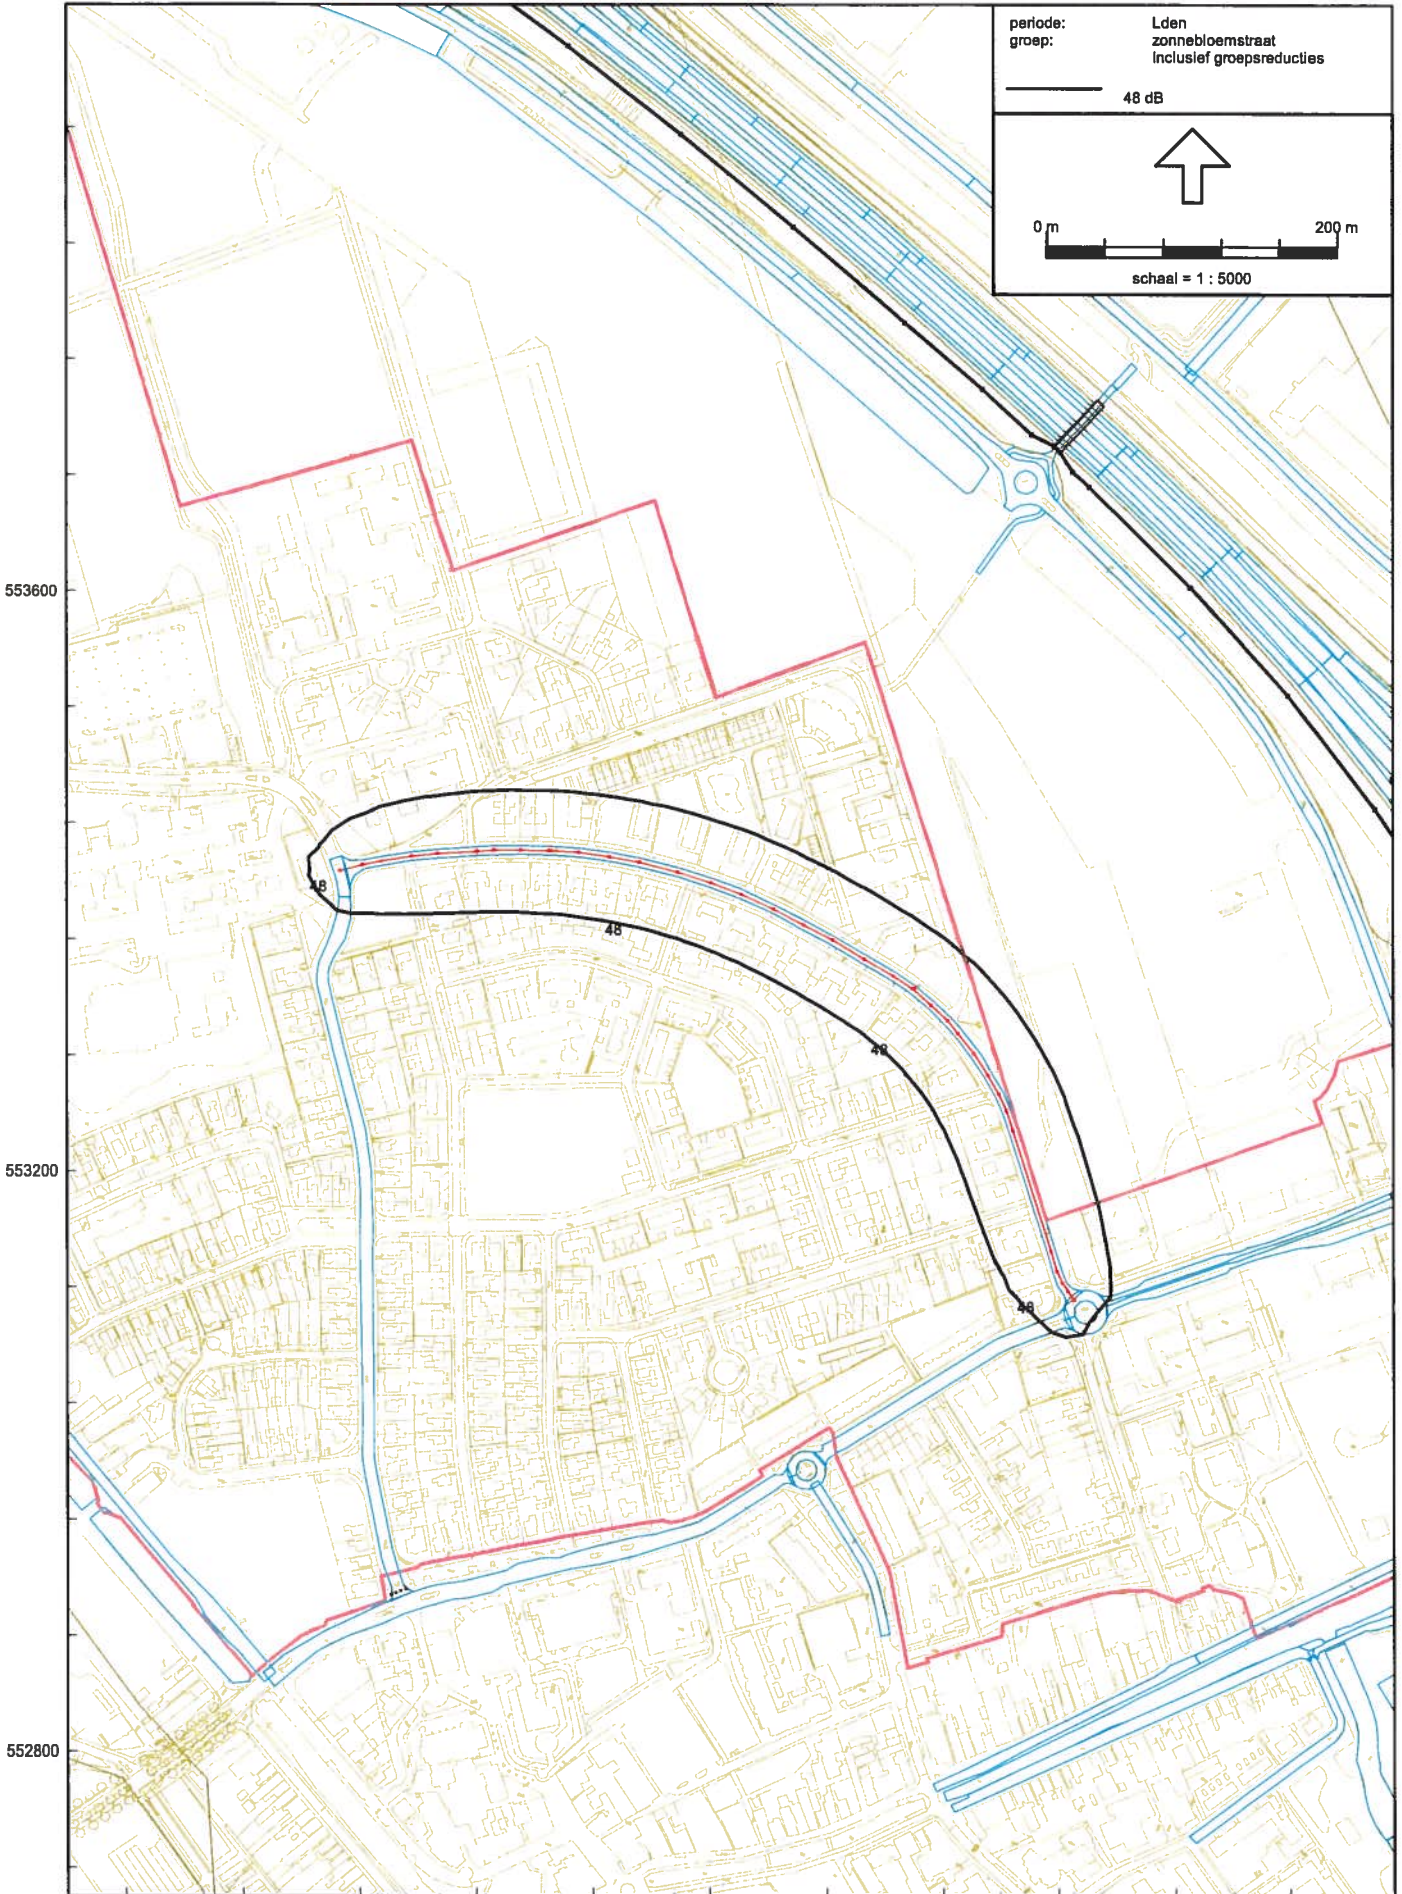 periode: Lden
groep: zonnebloemstraat
inclusief groepsreducties
48 dB
0 m 200 m
schaal = 1 : 5000
553600
48
48
48
553200
48
552800